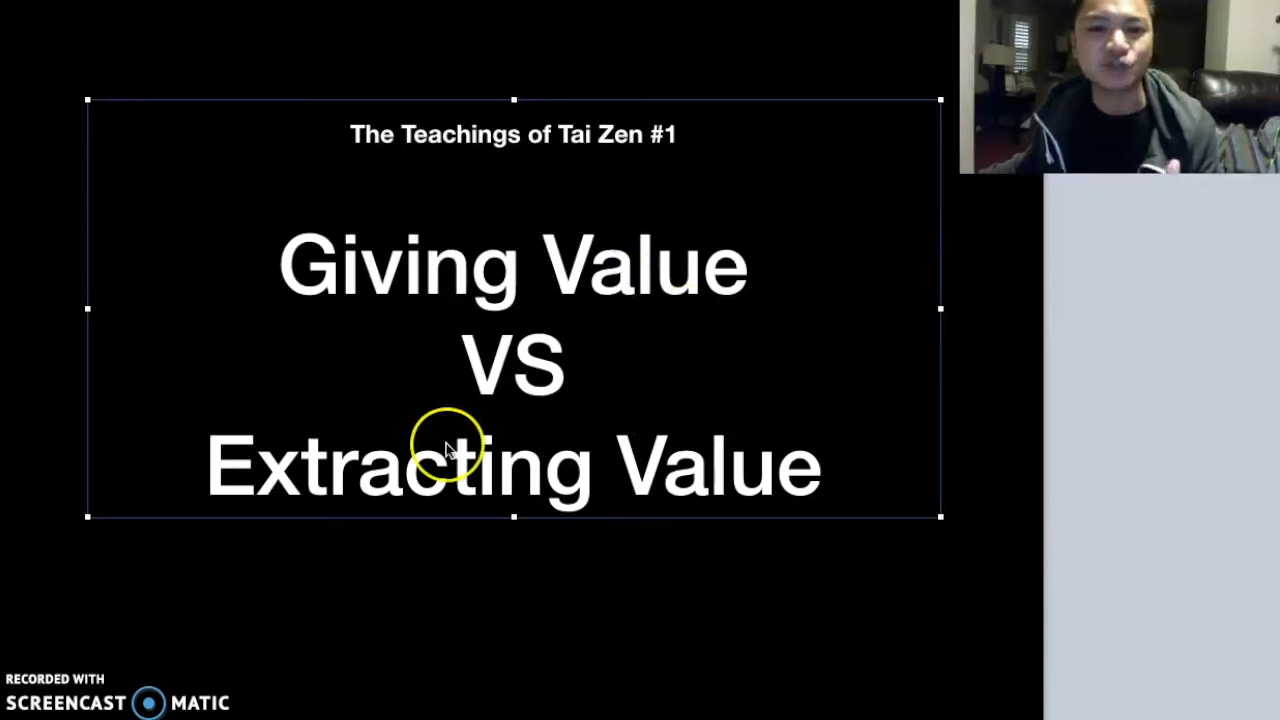 The Teachings of Tai Zen #1
Giving Value
VS
Extracting Value
RECORDED WITH
SCREENCAST MATIC